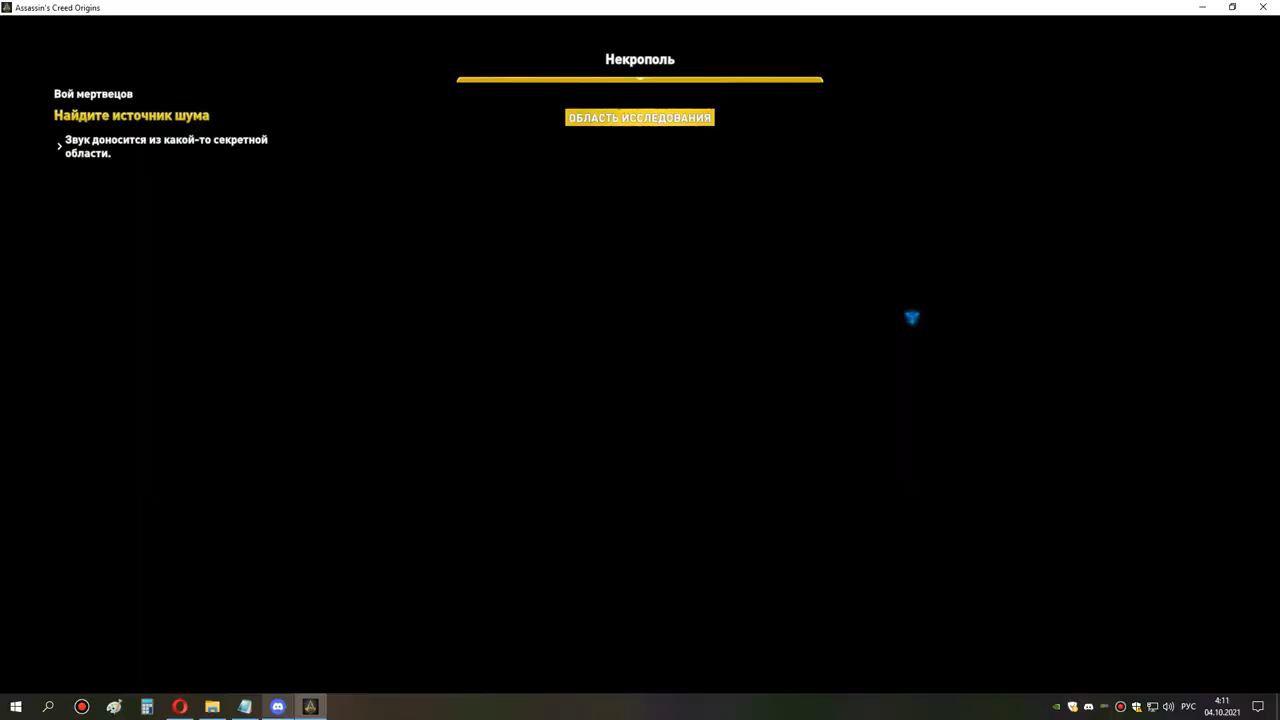 Assassin's Creed Origins
Некрополь
Вой мертвецов
Найдите источник шума
ОБЛАСТЬ ИССЛЕДОВАНИЯ
Звук доносится из какой-то секретной
области.
РУС
4:11
04.10.2021